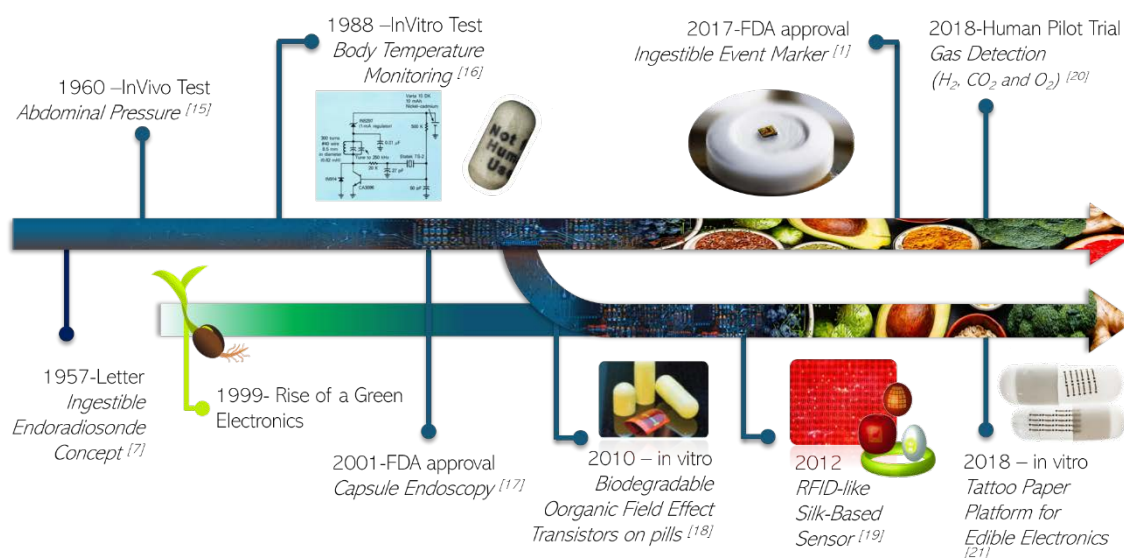 1988 –InVitro Test
Body Temperature
Monitoring [16]
2017-FDA approval
Ingestible Event Marker [1]
2018-Human Pilot Trial
Gas Detection
(H2, CO2 and O2) [20]
1960 –InVivo Test
Abdominal Pressure [15]
Not f
Hum
Use
1957-Letter
Ingestible
Endoradiosonde
Concept [7]
1999- Rise of a Green
Electronics
2001-FDA approval
Capsule Endoscopy [17]
2010 – in vitro
Biodegradable
Oorganic Field Effect
Transistors on pills [18]
2012
RFID-like
Silk-Based
Sensor [19]
2018 – in vitro
Tattoo Paper
Platform for
Edible Electronics
[21]